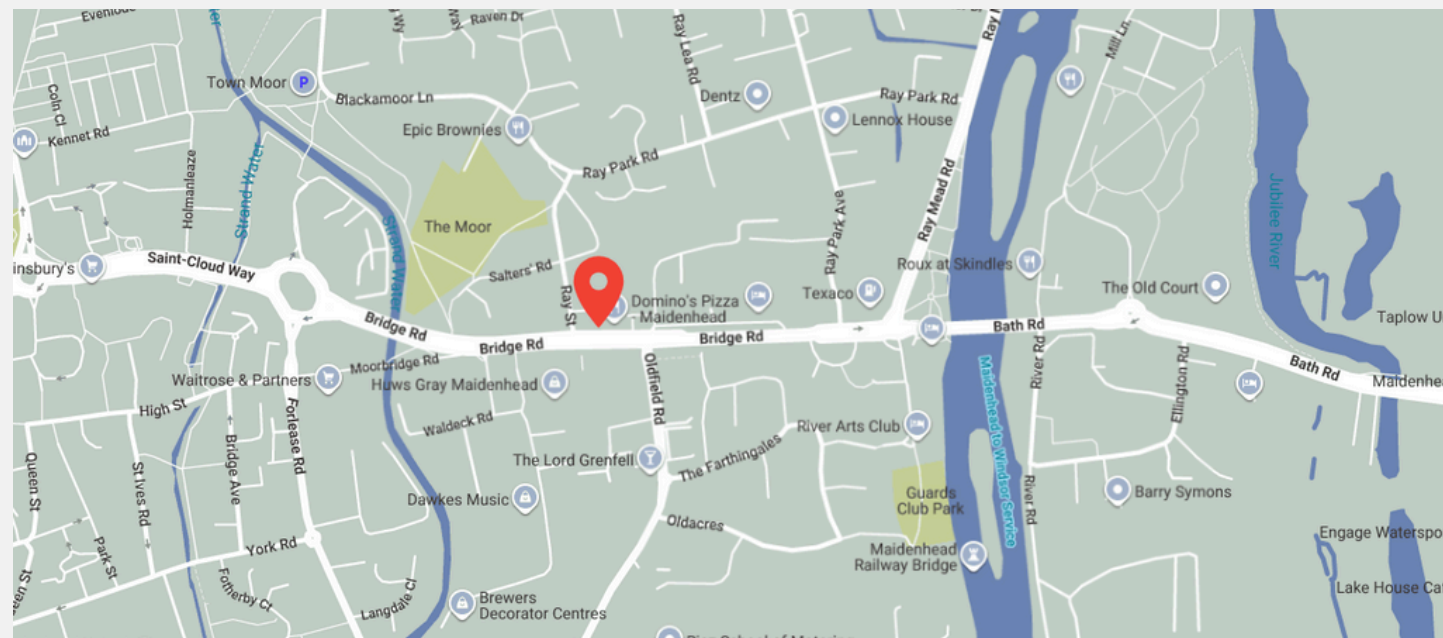 Raven Dr
Town Moor
P
Blackamoor Ln
Ray Lea Rd
Dentz
Ray Park Rd
Mill Ln
Coln Cl
Kennet Rd
Epic Brownies
Lennox House
Ray Park Rd
Holmanleaze
Strand Water
Strand Water
The Moor
Ray Park Ave
Ray Mead Rd
Jubilee River
Saint-Cloud Way
Salters' Rd
Ray St
Roux at Skindles
Texaco
The Old Court
Domino's Pizza
Maidenhead
Bridge Rd
Bridge Rd
Bridge Rd
Bath Rd
Bath Rd
Moorbridge Rd
Waitrose & Partners
Huws Gray Maidenhead
Oldfield Rd
River Rd
Ellington Rd
High St
Forlease Rd
Waldeck Rd
River Arts Club
Maidenhead to Windsor Service
Queen St
St Ives Rd
Bridge Ave
The Lord Grenfell
The Farthingales
Dawkes Music
Guards
Club Park
River Rd
Barry Symons
Oldacres
York Rd
Park St
Maidenhead
Railway Bridge
Fotherby Ct
Langdale Cl
Brewers
Decorator Centres
Lake House